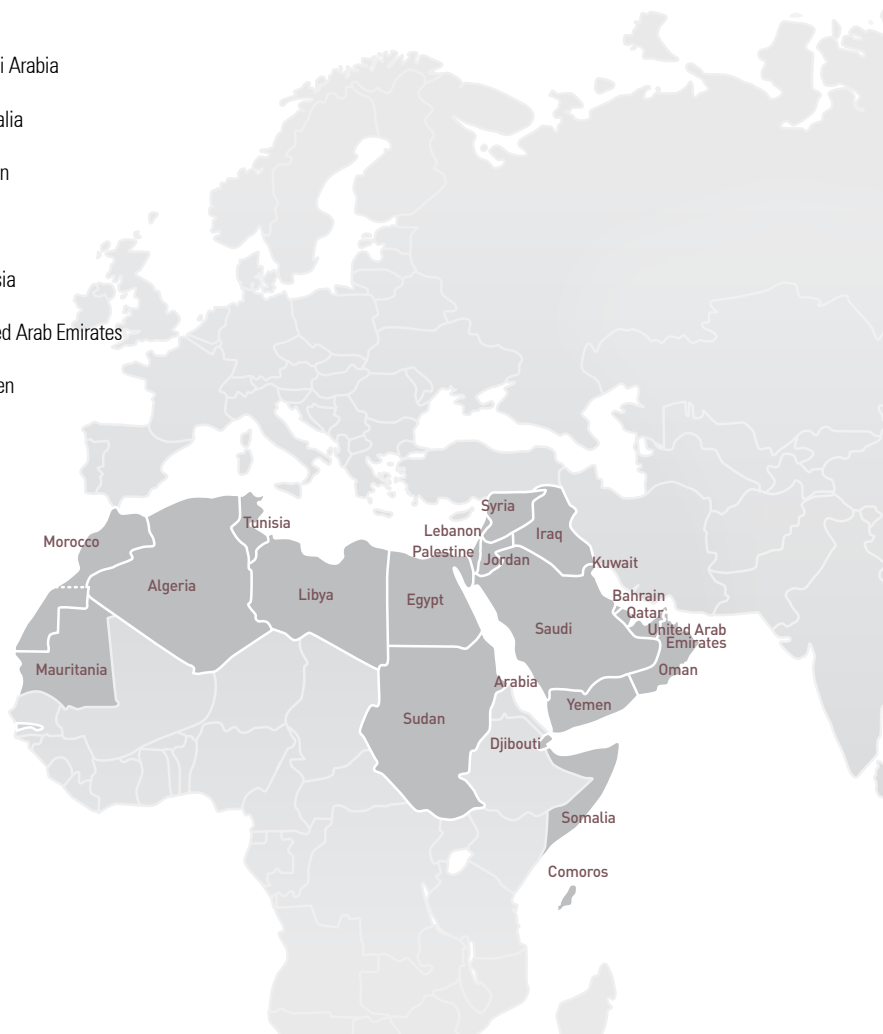 i Arabia
alia
n
sia
ed Arab Emirates
en
Syria
Tunisia
Lebanon
Iraq
Morocco
Palestine
Jordan
Kuwait
Algeria
Libya
Egypt
Bahrain
Qatar
Saudi
United Arab
Emirates
Mauritania
Oman
Arabia
Yemen
Sudan
Djibouti
Somalia
Comoros